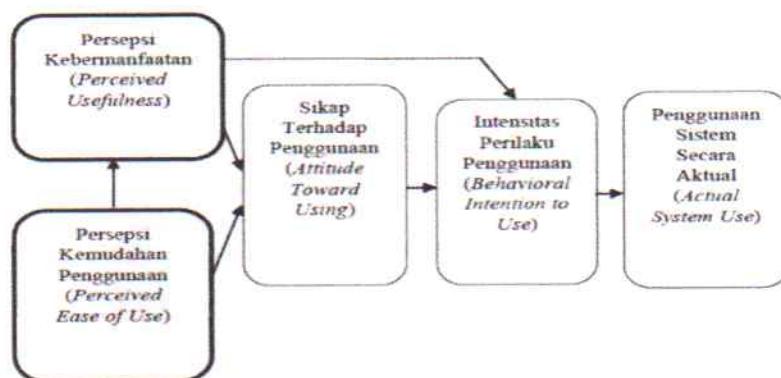 Persepsi
Kebermanfaatan
(Perceived
Usefulness)
Persepsi
Kemudahan
Penggunaan
(Perceived
Ease of Use)
Sikap
Terhadap
Penggunaan
(Attitude
Toward
Using)
Intensitas
Perilaku
Penggunaan
(Behavioral
Intention to
Use)
Penggunaan
Sistem
Secara
Aktual
(Actual
System Use)